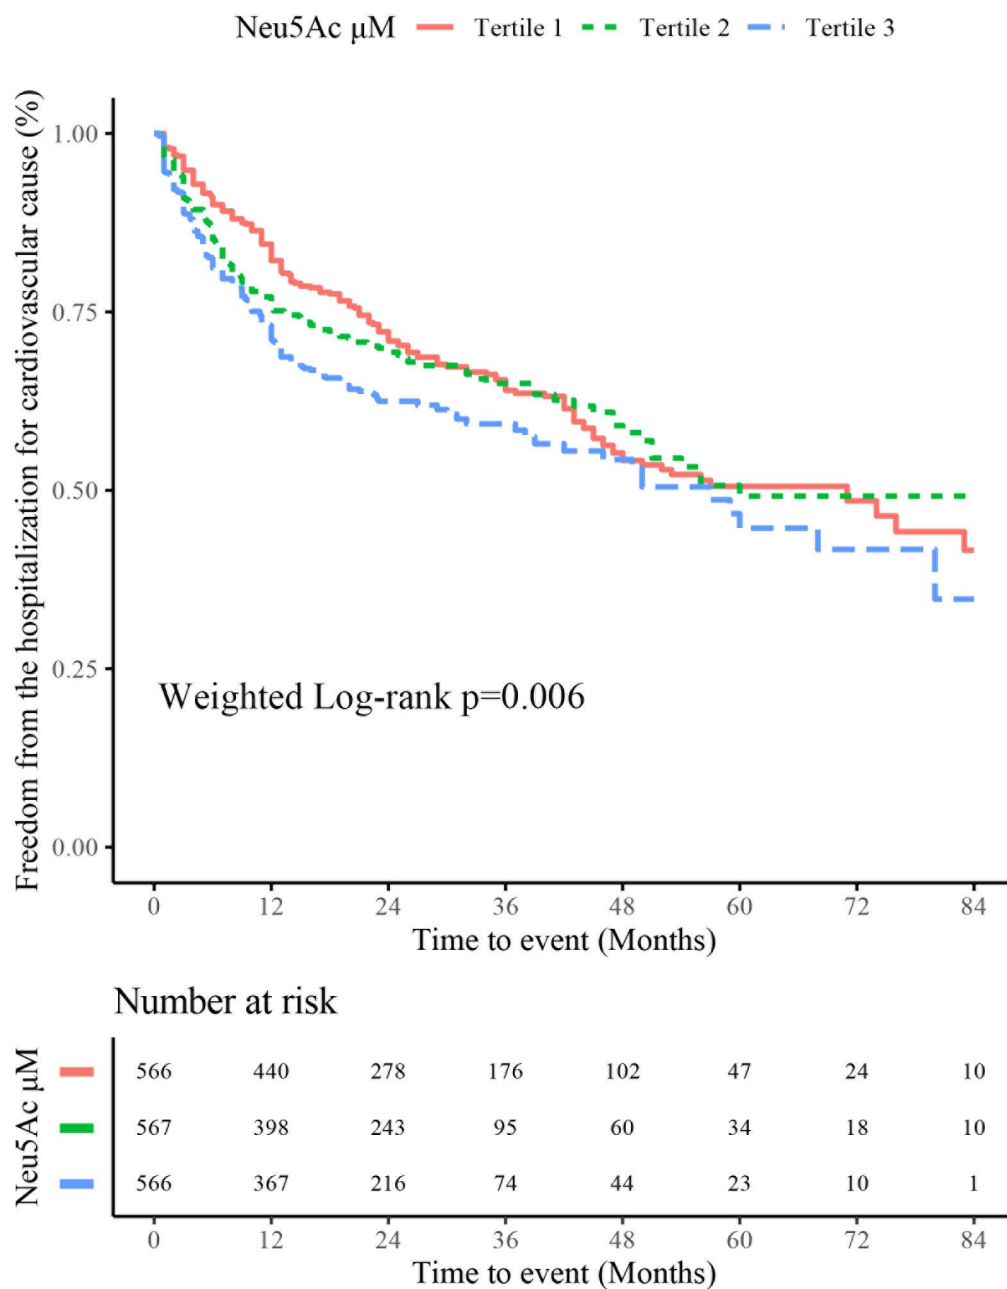 Neu5Ac μM Tertile 1 Tertile 2 Tertile 3
Freedom from the hospitalization for cardiovascular cause (%)
1.00
0.75
0.50
0.25
0.00
Weighted Log-rank p=0.006
0 12 24 36 48 60 72 84
Time to event (Months)
Number at risk
Neu5Ac μM
566 440 278 176 102 47 24 10
567 398 243 95 60 34 18 10
566 367 216 74 44 23 10 1
0 12 24 36 48 60 72 84
Time to event (Months)